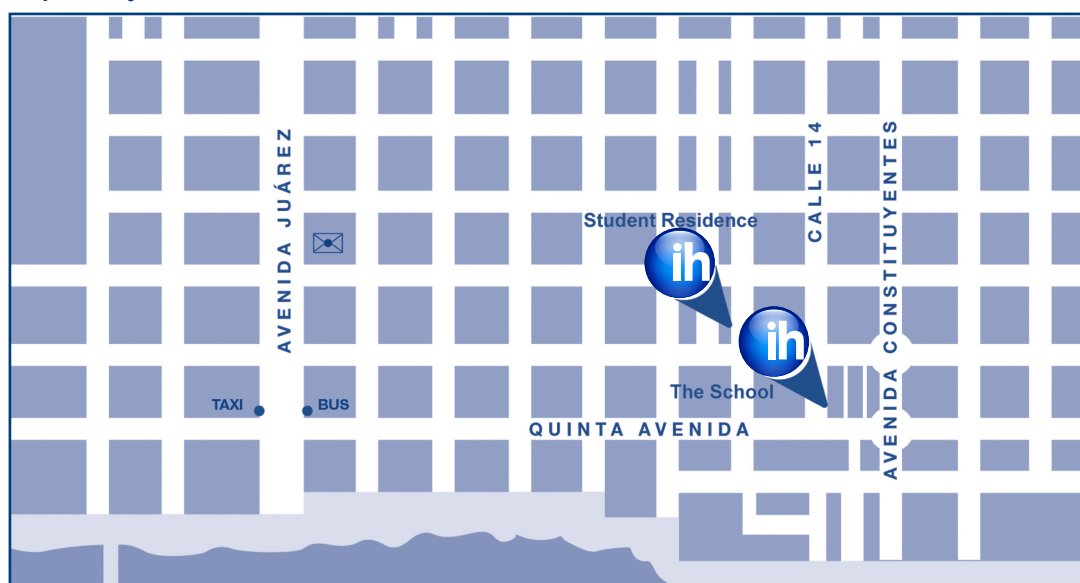 AVENIDA JUÁREZ
CALLE 14
AVENIDA CONSTITUYENTES
Student Residence
ih
ih
The School
TAXI
BUS
QUINTA AVENIDA